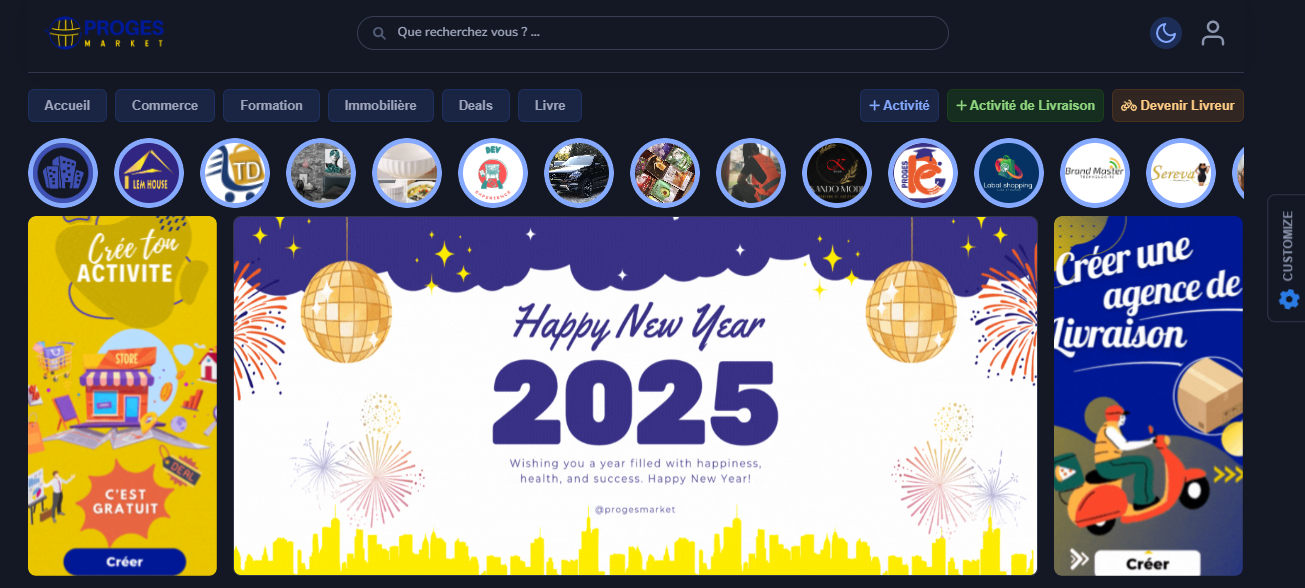 PROGES
MARKET
Que recherchez vous ? ...
Accueil
Commerce
Formation
Immobilière
Deals
Livre
+ Activité
+ Activité de Livraison
Devenir Livreur
LEM HOUSE
TD
DEV
EXPERIENCE
PROGES
Labal shopping
Brand Master
Sereva
CUSTOMIZE
Crée ton
ACTIVITE
STORE
DEAL
C'EST
GRATUIT
Créer
Happy New Year
2025
Wishing you a year filled with happiness,
health, and success. Happy New Year!
@progesmarket
Créer une
agence de
Livraison
Créer